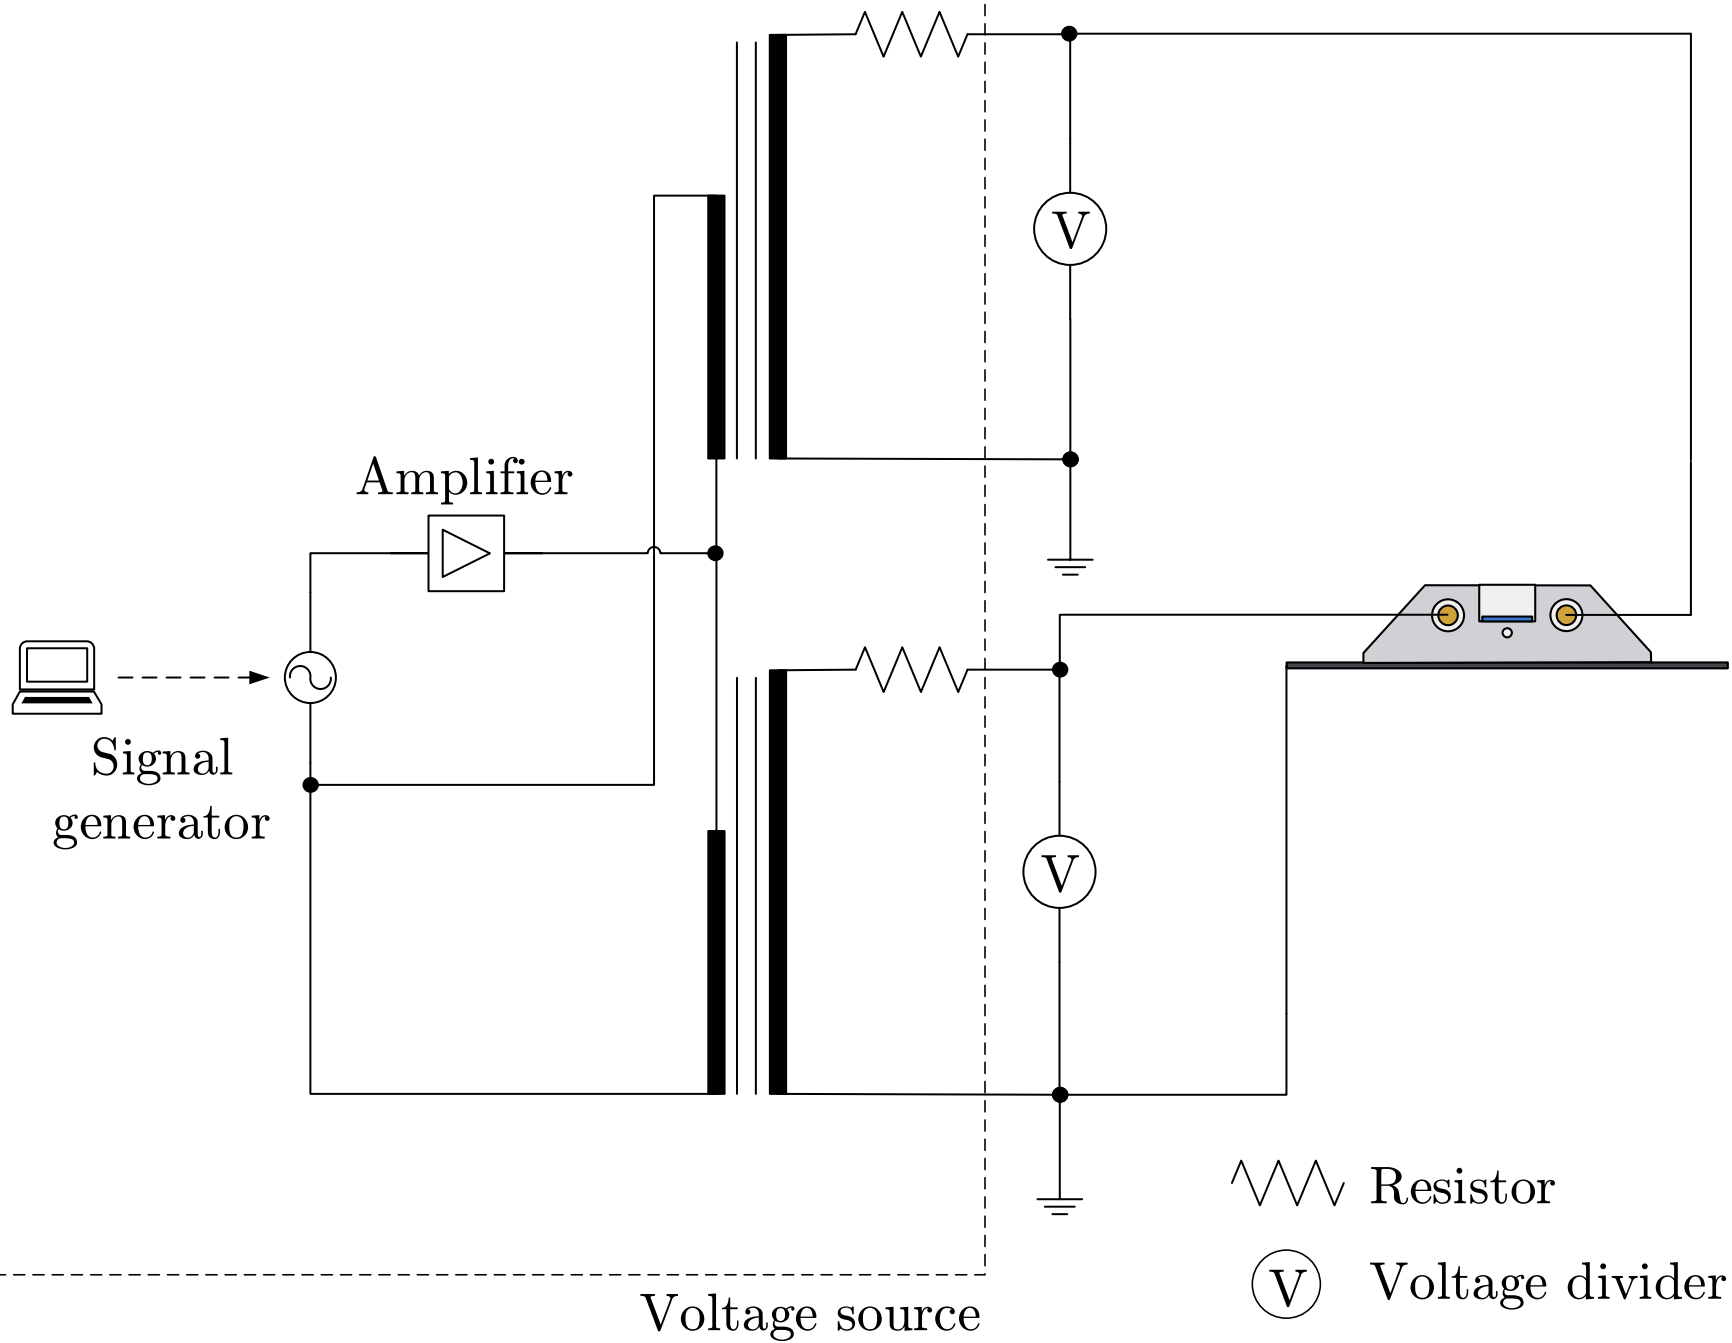 V
Amplifier
Signal
generator
V
Resistor
V Voltage divider
Voltage source